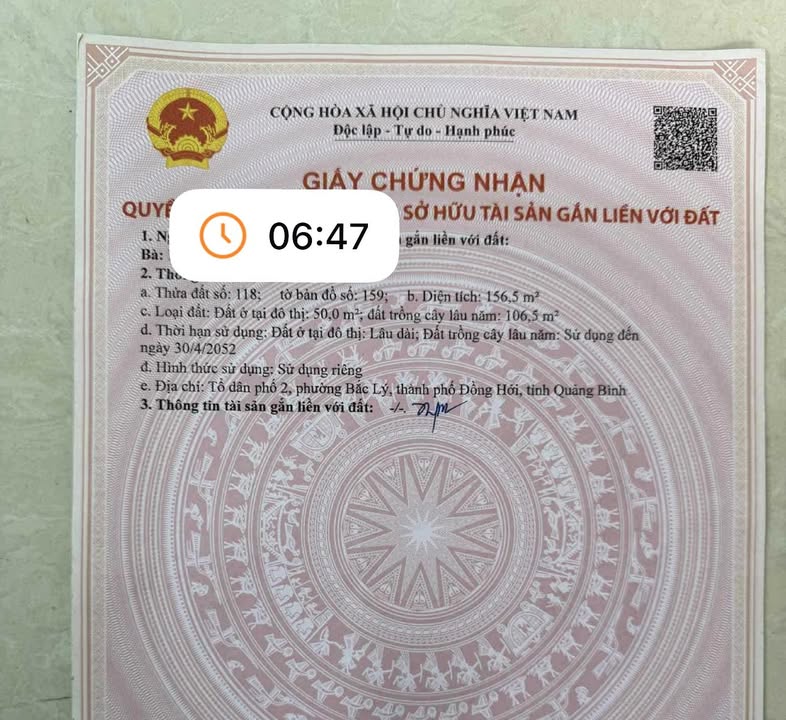 CỘNG HÒA XÃ HỘI CHỦ NGHĨA VIỆT NAM
Độc lập - Tự do - Hạnh phúc
GIẤY CHỨNG NHẬN
SỞ HỮU TÀI SẢN GẮN LIỀN VỚI ĐẤT
06:47
1. gắn liền với đất:
Bà:
2.
a. Thửa đất số: 118; tờ bản đồ số: 159; b. Diện tích: 156,5 m²
c. Loại đất: Đất ở tại đô thị: 50,0 m²; đất trồng cây lâu năm: 106,5 m²
d. Thời hạn sử dụng: Đất ở tại đô thị: Lâu dài; Đất trồng cây lâu năm: Sử dụng đến
ngày 30/4/2052
đ. Hình thức sử dụng: Sử dụng riêng
e. Địa chỉ: Tổ dân phố 2, phường Bắc Lý, thành phố Đồng Hới, tỉnh Quảng Bình
3. Thông tin tài sản gắn liền với đất: -/-.